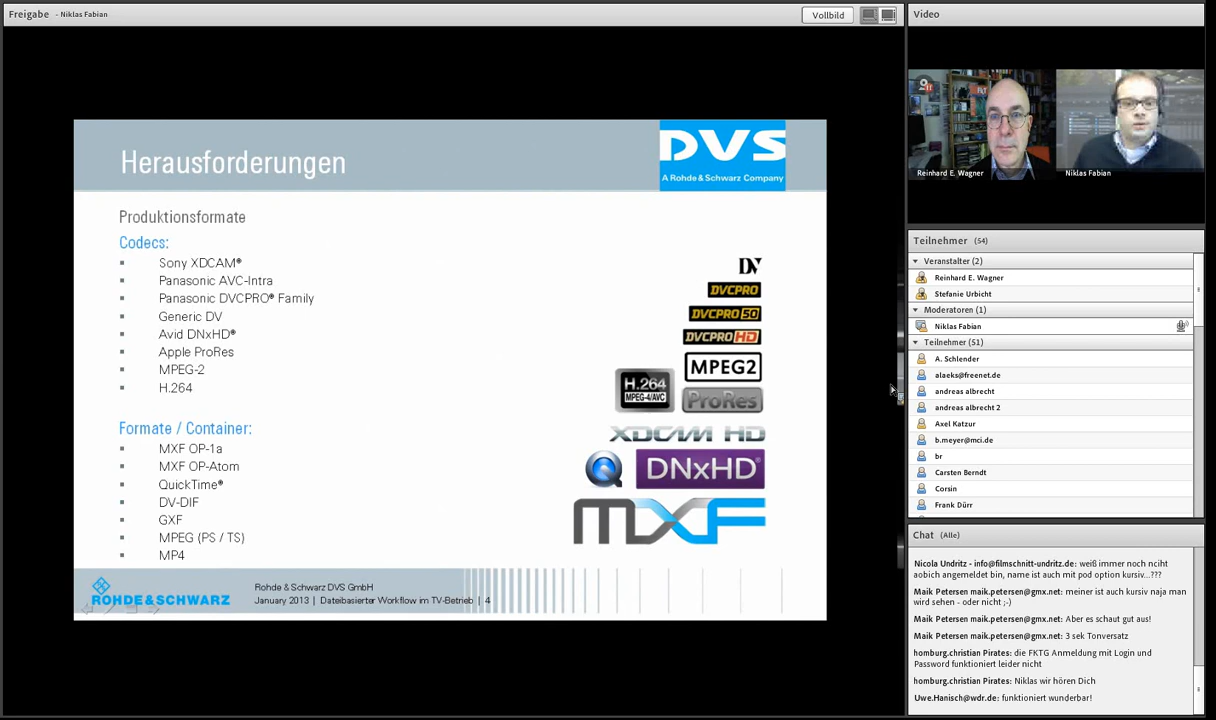 Freigabe - Niklas Fabian
Vollbild
Herausforderungen
DVS
A Rohde & Schwarz Company
Produktionsformate
Codecs:
Sony XDCAM®
Panasonic AVC-Intra
Panasonic DVCPRO® Family
Generic DV
Avid DNxHD®
Apple ProRes
MPEG-2
H.264
Formate / Container:
MXF OP-1a
MXF OP-Atom
QuickTime®
DV-DIF
GXF
MPEG (PS / TS)
MP4
DV
DVCPRO
DVCPRO 50
DVCPRO HD
MPEG2
H.264
MPEG-4/AVC
ProRes
XDCAM HD
DNxHD®
MXF
ROHDE & SCHWARZ
Rohde & Schwarz DVS GmbH
January 2013 | Dateibasierter Workflow im TV-Betrieb | 4
Video
Reinhard E. Wagner
Niklas Fabian
Teilnehmer (54)
Veranstalter (2)
Reinhard E. Wagner
Stefanie Urbicht
Moderatoren (1)
Niklas Fabian
Teilnehmer (51)
A. Schlender
alaeks@freenet.de
andreas albrecht
andreas albrecht 2
Axel Katzur
b.meyer@mci.de
br
Carsten Berndt
Corsin
Frank Dürr
Chat (Alle)
Nicola Undritz - info@filmschnitt-undritz.de: weiß immer noch nciht
aobich angemeldet bin, name ist auch mit pod option kursiv...???
Maik Petersen maik.petersen@gmx.net: meiner ist auch kursiv naja man
wird sehen - oder nicht ;-)
Maik Petersen maik.petersen@gmx.net: Aber es schaut gut aus!
Maik Petersen maik.petersen@gmx.net: 3 sek Tonversatz
homburg.christian Pirates: die FKTG Anmeldung mit Login und
Password funktioniert leider nicht
homburg.christian Pirates: Niklas wir hören Dich
Uwe.Hanisch@wdr.de: funktioniert wunderbar!